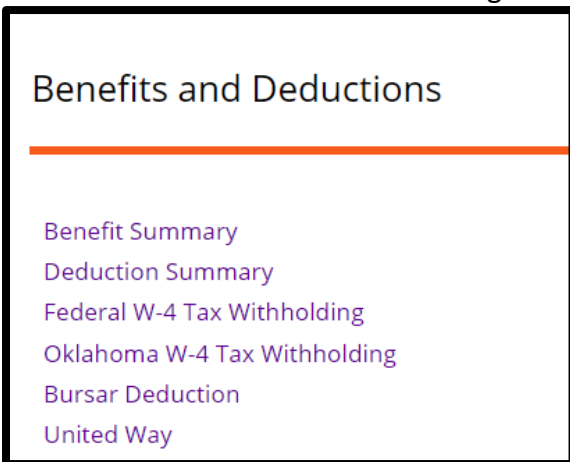 Benefits and Deductions
Benefit Summary
Deduction Summary
Federal W-4 Tax Withholding
Oklahoma W-4 Tax Withholding
Bursar Deduction
United Way